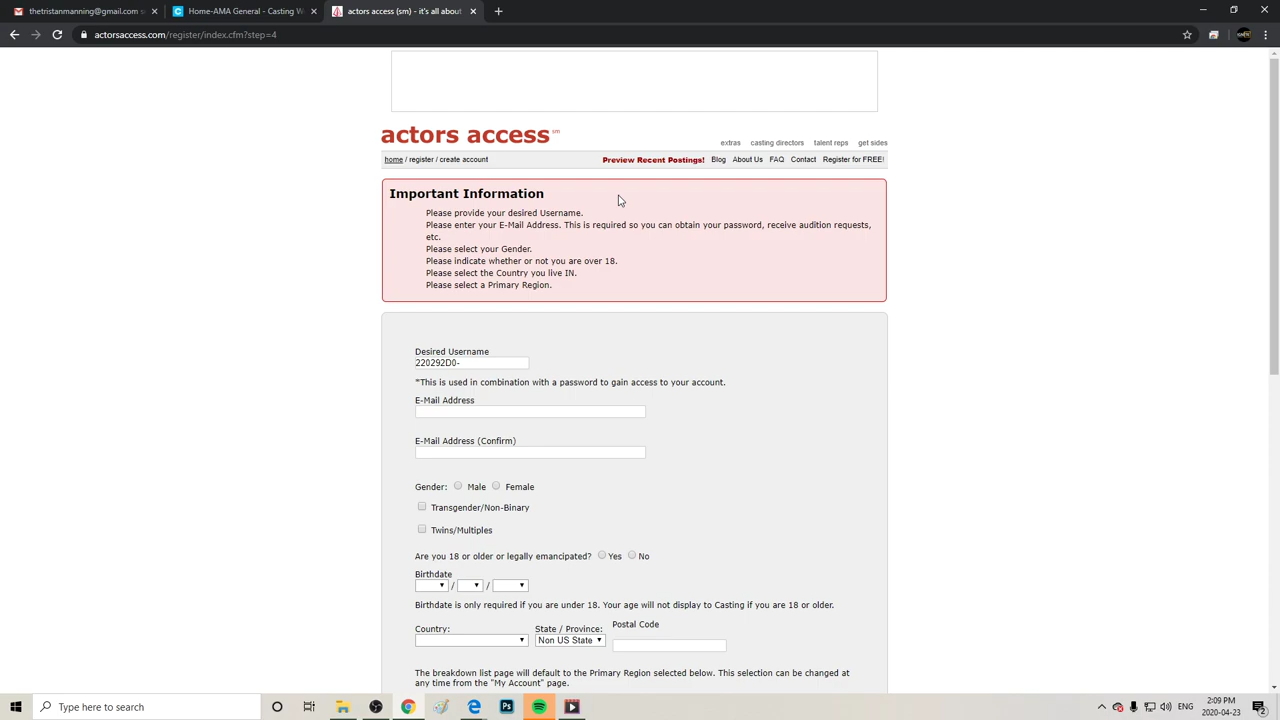 thetristanmanning@gmail.com s
Home-AMA General - Casting W
actors access (sm) - it's all about
actorsaccess.com/register/index.cfm?step=4
actors access sm
extras casting directors talent reps get sides
home / register / create account
Preview Recent Postings! Blog About Us FAQ Contact Register for FREE!
Important Information
Please provide your desired Username.
Please enter your E-Mail Address. This is required so you can obtain your password, receive audition requests,
etc.
Please select your Gender.
Please indicate whether or not you are over 18.
Please select the Country you live IN.
Please select a Primary Region.
Desired Username
220292D0-
*This is used in combination with a password to gain access to your account.
E-Mail Address
E-Mail Address (Confirm)
Gender: Male Female
Transgender/Non-Binary
Twins/Multiples
Are you 18 or older or legally emancipated? Yes No
Birthdate
/ /
Birthdate is only required if you are under 18. Your age will not display to Casting if you are 18 or older.
Country: State / Province: Postal Code
Non US State
The breakdown list page will default to the Primary Region selected below. This selection can be changed at
any time from the "My Account" page.
Type here to search
Ps
2:09 PM
2020-04-23
2